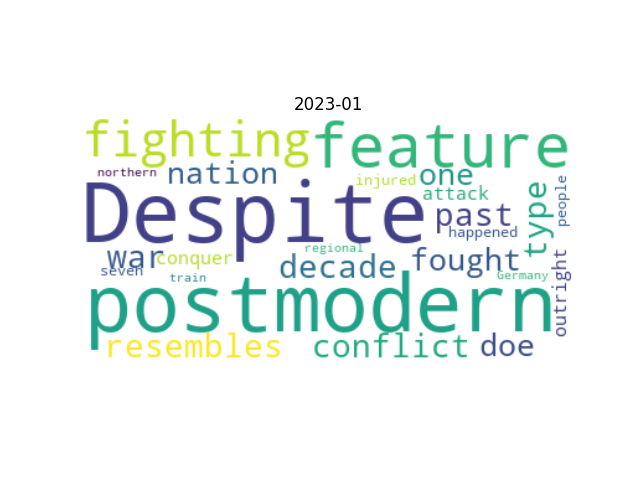 2023-01
fighting feature
northern nation injured one
Despite attack type people
past happened
war conquer regional decade fought outright
seven train Germany
postmodern
resembles conflict doe